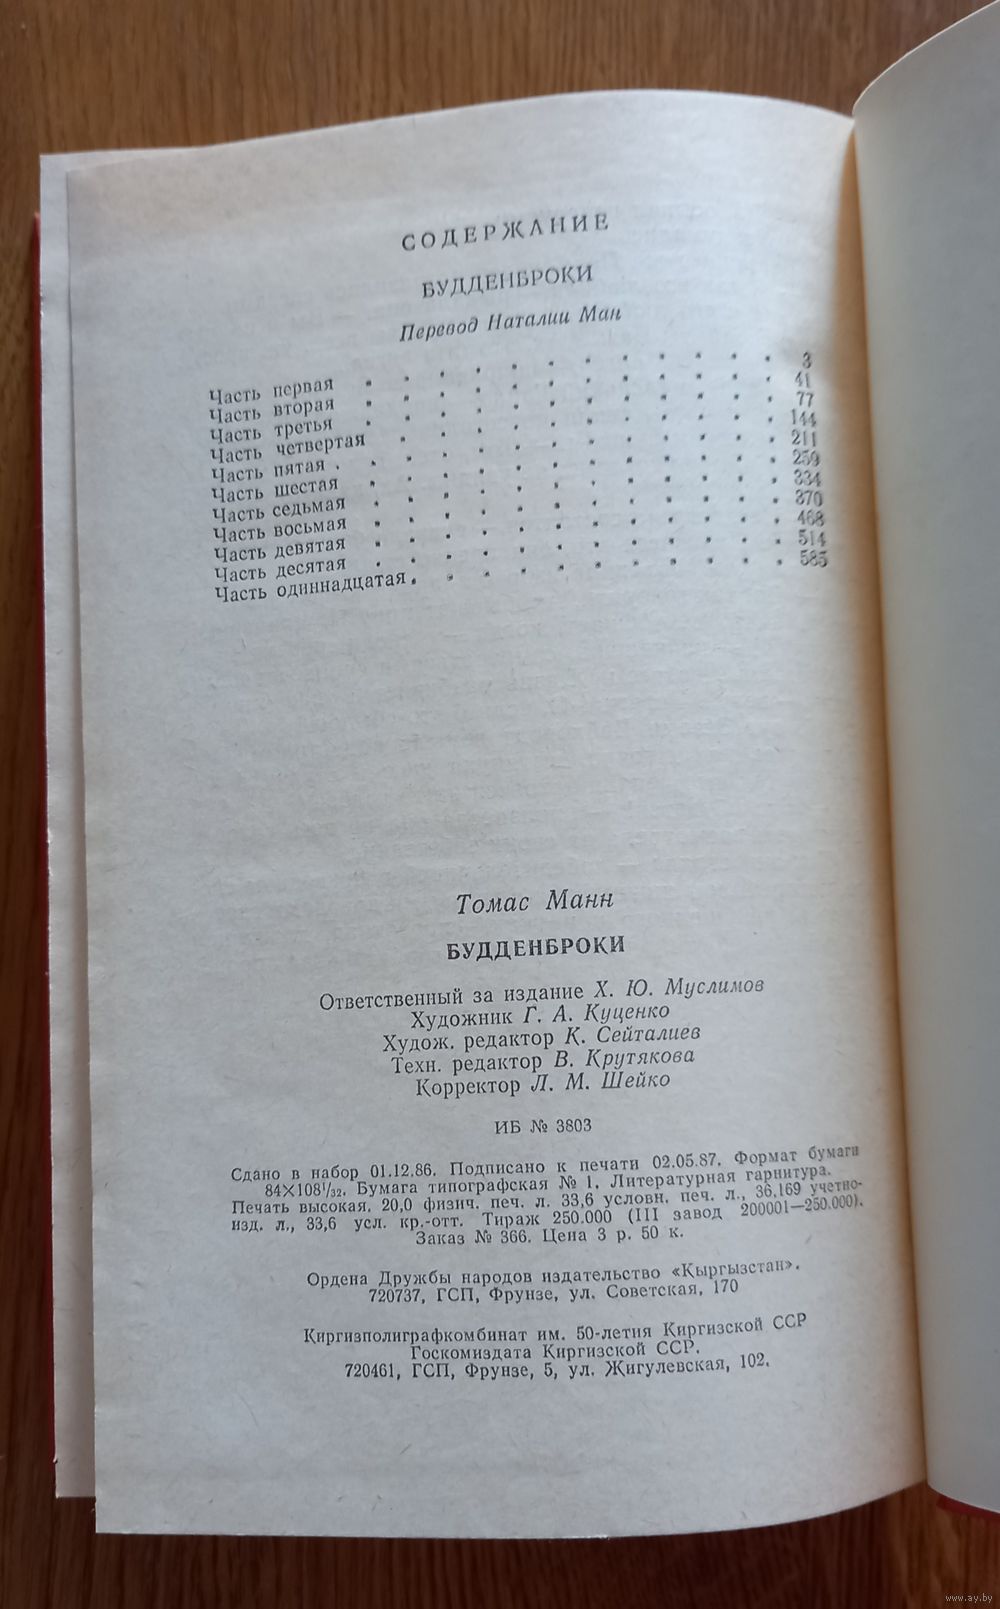 СОДЕРЖАНИЕ
БУДДЕНБРОКИ
Перевод Наталии Ман
Часть первая . . . . . . . . . . . . 3
Часть вторая . . . . . . . . . . . . 41
Часть третья . . . . . . . . . . . . 77
Часть четвертая . . . . . . . . . . . 144
Часть пятая . . . . . . . . . . . . . 211
Часть шестая . . . . . . . . . . . . 259
Часть седьмая . . . . . . . . . . . . 334
Часть восьмая . . . . . . . . . . . . 370
Часть девятая . . . . . . . . . . . . 468
Часть десятая . . . . . . . . . . . . 514
Часть одиннадцатая . . . . . . . . . . . 585
Томас Манн
БУДДЕНБРОКИ
Ответственный за издание Х. Ю. Муслимов
Художник Г. А. Куценко
Худож. редактор К. Сейталиев
Техн. редактор В. Крутякова
Корректор Л. М. Шейко
ИБ № 3803
Сдано в набор 01.12.86. Подписано к печати 02.05.87. Формат бумаги
84×108¹/₃₂. Бумага типографская № 1. Литературная гарнитура.
Печать высокая. 20,0 физич. печ. л. 33,6 условн. печ. л., 36,169 учетно-
изд. л., 33,6 усл. кр.-отт. Тираж 250.000 (III завод 200001—250.000).
Заказ № 366. Цена 3 р. 50 к.
Ордена Дружбы народов издательство «Кыргызстан».
720737, ГСП, Фрунзе, ул. Советская, 170
Киргизполиграфкомбинат им. 50-летия Киргизской ССР
Госкомиздата Киргизской ССР.
720461, ГСП, Фрунзе, 5, ул. Жигулевская, 102.
www.ay.by